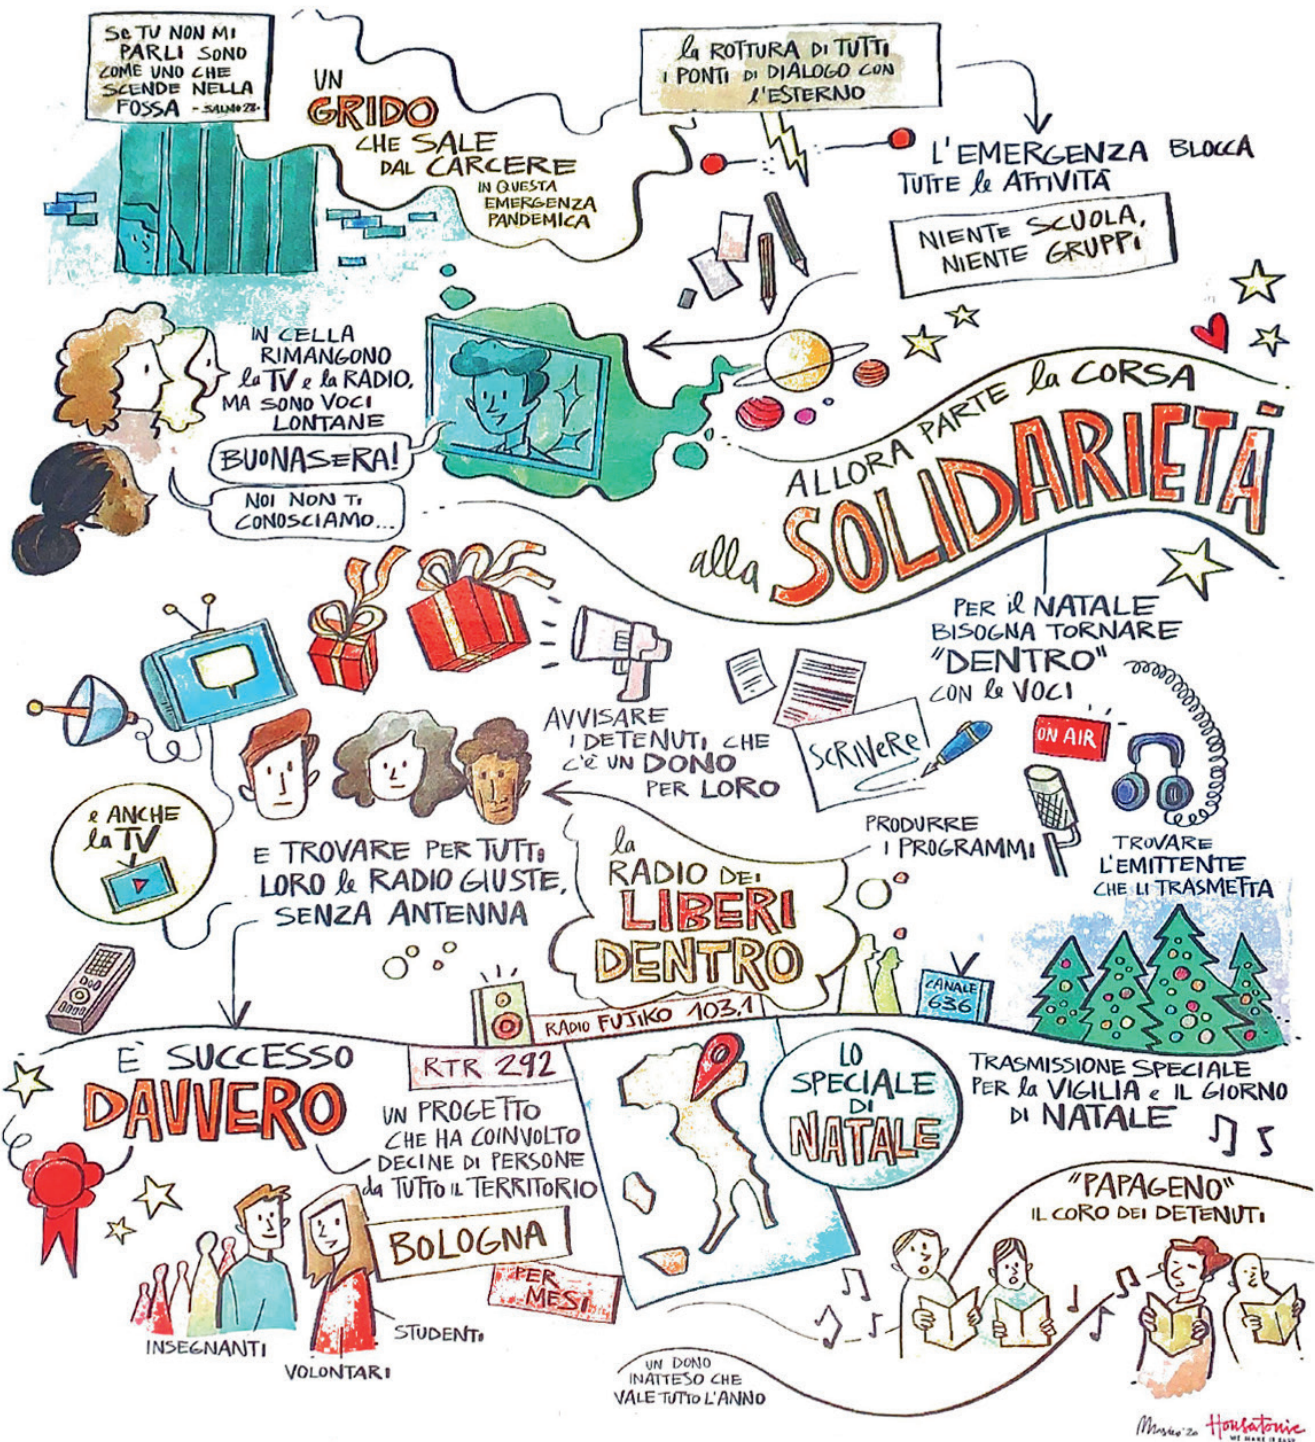 Se TU NON MI
PARLI SONO
COME UNO CHE
SCENDE NELLA
FOSSA - SALMO 28-
UN
GRIDO
CHE SALE
DAL CARCERE
IN QUESTA
EMERGENZA
PANDEMICA
la ROTTURA DI TUTTI
I PONTI DI DIALOGO CON
l'ESTERNO
L'EMERGENZA BLOCCA
TUTTE le ATTIVITÀ
NIENTE SCUOLA,
NIENTE GRUPPI
IN CELLA
RIMANGONO
la TV e la RADIO,
MA SONO VOCI
LONTANE
BUONASERA!
NOI NON TI
CONOSCIAMO...
ALLORA PARTE la CORSA
alla SOLIDARIETÀ
PER il NATALE
BISOGNA TORNARE
"DENTRO"
CON le VOCI
SCRIVERE
ON AIR
PRODURRE
I PROGRAMMI
TROVARE
L'EMITTENTE
CHE LI TRASMETTA
AVVISARE
I DETENUTI CHE
C'È UN DONO
PER LORO
e ANCHE
la TV
E TROVARE PER TUTTI
LORO le RADIO GIUSTE,
SENZA ANTENNA
la
RADIO DEI
LIBERI
DENTRO
RADIO FUJIKO 103.1
CANALE
636
È SUCCESSO
DAVVERO
RTR 292
UN PROGETTO
CHE HA COINVOLTO
DECINE DI PERSONE
da TUTTO IL TERRITORIO
BOLOGNA
PER
MESI
INSEGNANTI
VOLONTARI
STUDENTI
LO
SPECIALE
DI
NATALE
TRASMISSIONE SPECIALE
PER la VIGILIA e IL GIORNO
DI NATALE
"PAPAGENO"
IL CORO DEI DETENUTI
UN DONO
INATTESO CHE
VALE TUTTO L'ANNO
Housatonic